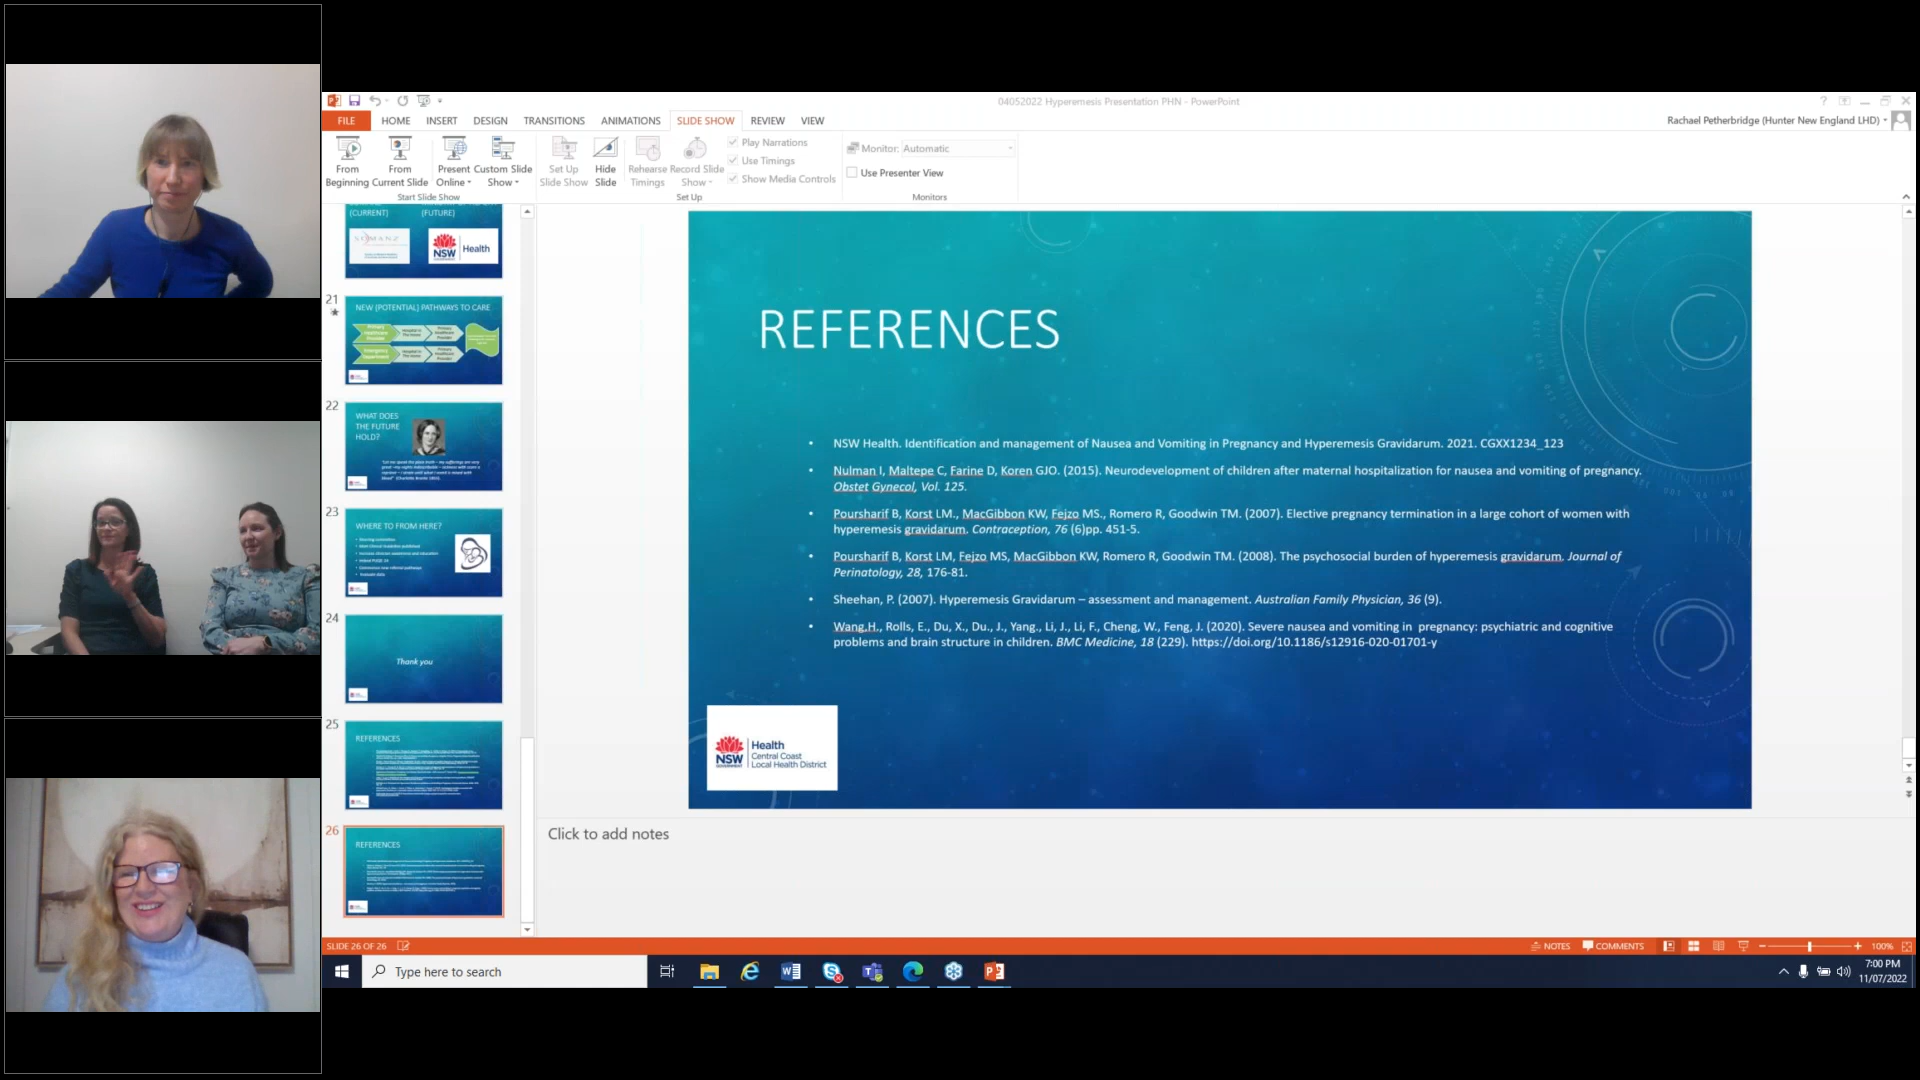 04052022 Hyperemesis Presentation PHN - PowerPoint
FILE HOME INSERT DESIGN TRANSITIONS ANIMATIONS SLIDE SHOW REVIEW VIEW
Rachael Petherbridge (Hunter New England LHD)
From Beginning
From Current Slide
Present Online
Custom Slide Show
Start Slide Show
Set Up Slide Show
Hide Slide
Rehearse Timings
Record Slide Show
Play Narrations
Use Timings
Show Media Controls
Set Up
Monitor: Automatic
Use Presenter View
Monitors
(CURRENT) (FUTURE)
SOMANZ
NSW Health
21
NEW (POTENTIAL) PATHWAYS TO CARE
22
WHAT DOES
THE FUTURE
HOLD?
23
WHERE TO FROM HERE?
24
Thank you
25
REFERENCES
26
REFERENCES
REFERENCES
• NSW Health. Identification and management of Nausea and Vomiting in Pregnancy and Hyperemesis Gravidarum. 2021. CGXX1234_123
• Nulman I, Maltepe C, Farine D, Koren GJO. (2015). Neurodevelopment of children after maternal hospitalization for nausea and vomiting of pregnancy.
Obstet Gynecol, Vol. 125.
• Poursharif B, Korst LM., MacGibbon KW, Fejzo MS., Romero R, Goodwin TM. (2007). Elective pregnancy termination in a large cohort of women with
hyperemesis gravidarum. Contraception, 76 (6)pp. 451-5.
• Poursharif B, Korst LM, Fejzo MS, MacGibbon KW, Romero R, Goodwin TM. (2008). The psychosocial burden of hyperemesis gravidarum. Journal of
Perinatology, 28, 176-81.
• Sheehan, P. (2007). Hyperemesis Gravidarum – assessment and management. Australian Family Physician, 36 (9).
• Wang,H., Rolls, E., Du, X., Du., J., Yang., Li, J., Li, F., Cheng, W., Feng, J. (2020). Severe nausea and vomiting in pregnancy: psychiatric and cognitive
problems and brain structure in children. BMC Medicine, 18 (229). https://doi.org/10.1186/s12916-020-01701-y
NSW GOVERNMENT
Health
Central Coast
Local Health District
Click to add notes
SLIDE 26 OF 26
NOTES COMMENTS 100%
Type here to search
7:00 PM
11/07/2022